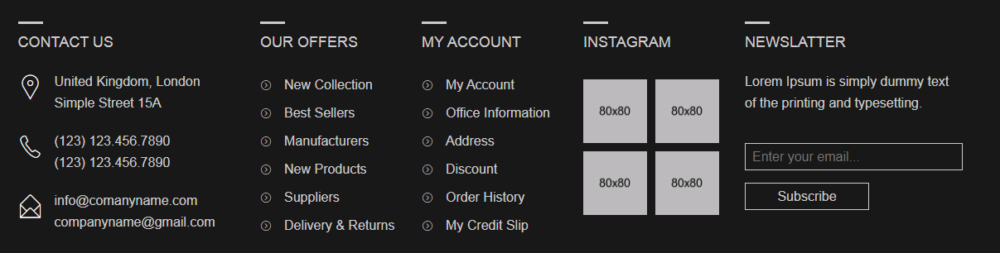 CONTACT US
United Kingdom, London
Simple Street 15A
(123) 123.456.7890
(123) 123.456.7890
info@comanyname.com
companyname@gmail.com
OUR OFFERS
New Collection
Best Sellers
Manufacturers
New Products
Suppliers
Delivery & Returns
MY ACCOUNT
My Account
Office Information
Address
Discount
Order History
My Credit Slip
INSTAGRAM
80x80 80x80
80x80 80x80
NEWSLATTER
Lorem Ipsum is simply dummy text
of the printing and typesetting.
Enter your email...
Subscribe